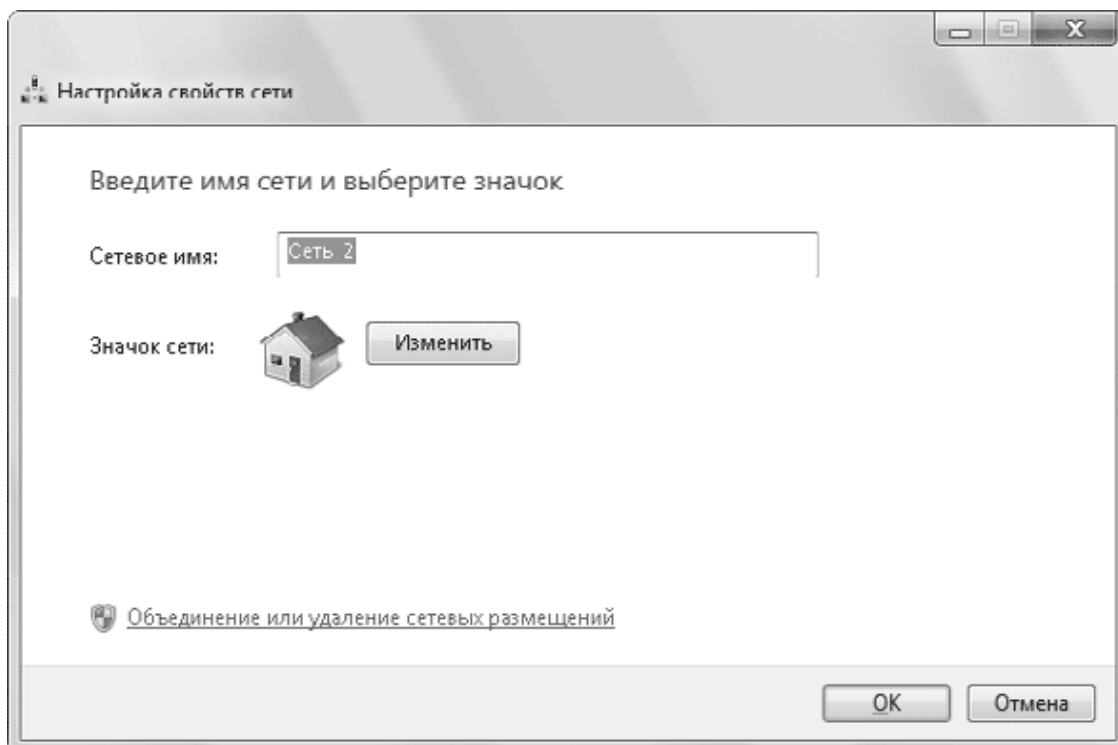 Настройка свойств сети
Введите имя сети и выберите значок
Сетевое имя: Сеть 2
Значок сети: Изменить
Объединение или удаление сетевых размещений
OK Отмена